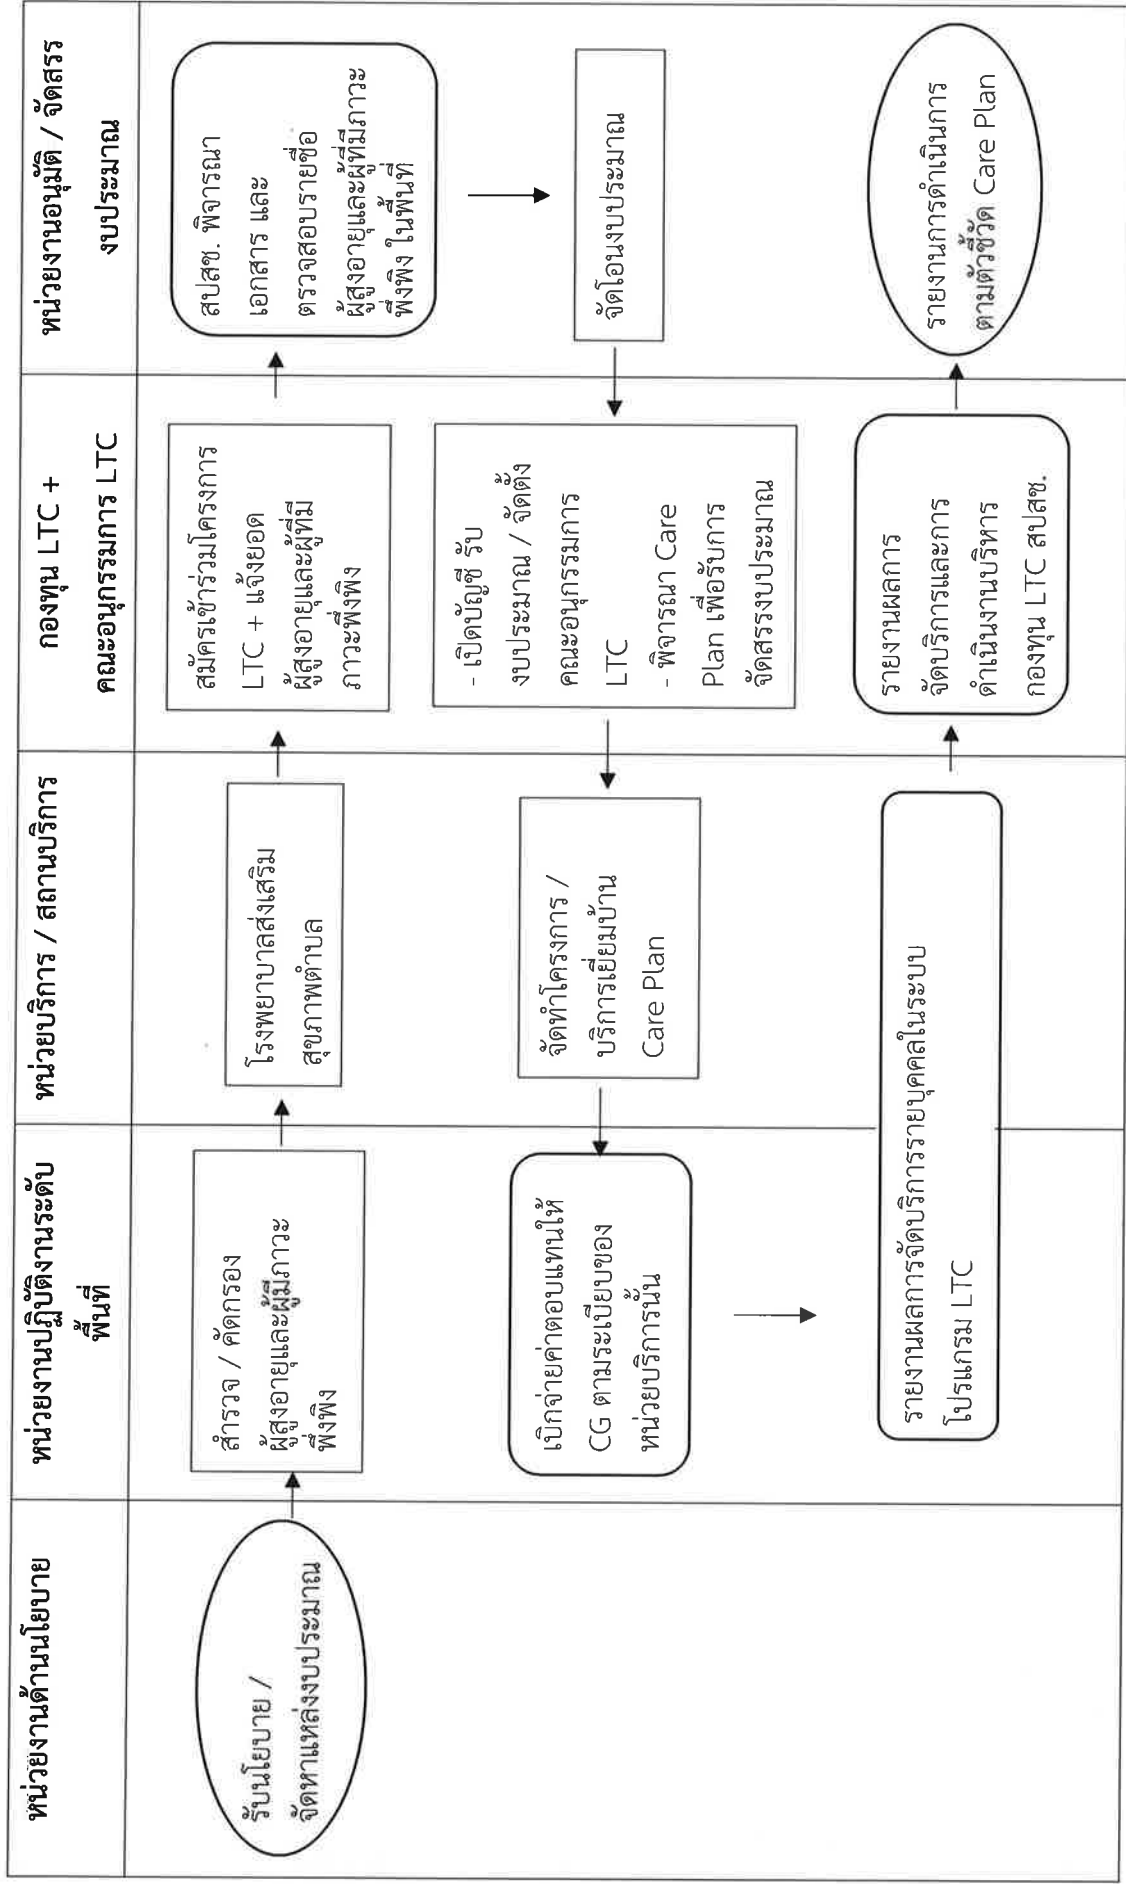 หน่วยงานด้านนโยบาย
หน่วยงานปฏิบัติงานระดับ
พื้นที่
หน่วยบริการ / สถานบริการ
กองทุน LTC +
คณะอนุกรรมการ LTC
หน่วยงานอนุมัติ / จัดสรร
งบประมาณ
รับนโยบาย /
จัดหาแหล่งงบประมาณ
สำรวจ / คัดกรอง
ผู้สูงอายุและผู้มีภาวะ
พึ่งพิง
โรงพยาบาลส่งเสริม
สุขภาพตำบล
สมัครเข้าร่วมโครงการ
LTC + แจ้งยอด
ผู้สูงอายุและผู้ที่มี
ภาวะพึ่งพิง
สปสช. พิจารณา
เอกสาร และ
ตรวจสอบรายชื่อ
ผู้สูงอายุและผู้ที่มีภาวะ
พึ่งพิง ในพื้นที่
จัดโอนงบประมาณ
- เปิดบัญชี รับ
งบประมาณ / จัดตั้ง
คณะอนุกรรมการ
LTC
- พิจารณา Care
Plan เพื่อรับการ
จัดสรรงบประมาณ
จัดทำโครงการ /
บริการเยี่ยมบ้าน
Care Plan
เบิกจ่ายค่าตอบแทนให้
CG ตามระเบียบของ
หน่วยบริการนั้น
รายงานผลการจัดบริการรายบุคคลในระบบ
โปรแกรม LTC
รายงานผลการ
จัดบริการและการ
ดำเนินงานบริหาร
กองทุน LTC สปสช.
รายงานการดำเนินการ
ตามตัวชี้วัด Care Plan